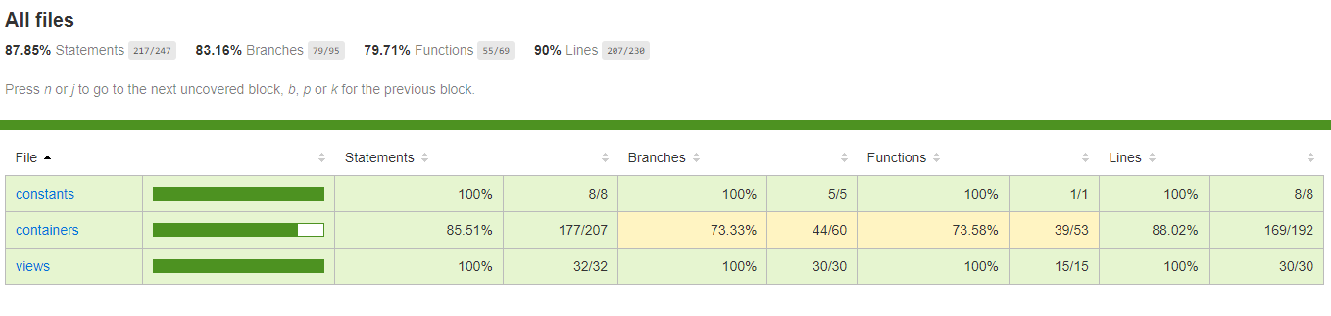 All files
87.85% Statements 217/247 83.16% Branches 79/95 79.71% Functions 55/69 90% Lines 207/230
Press n or j to go to the next uncovered block, b, p or k for the previous block.
File Statements Branches Functions Lines
constants 100% 8/8 100% 5/5 100% 1/1 100% 8/8
containers 85.51% 177/207 73.33% 44/60 73.58% 39/53 88.02% 169/192
views 100% 32/32 100% 30/30 100% 15/15 100% 30/30